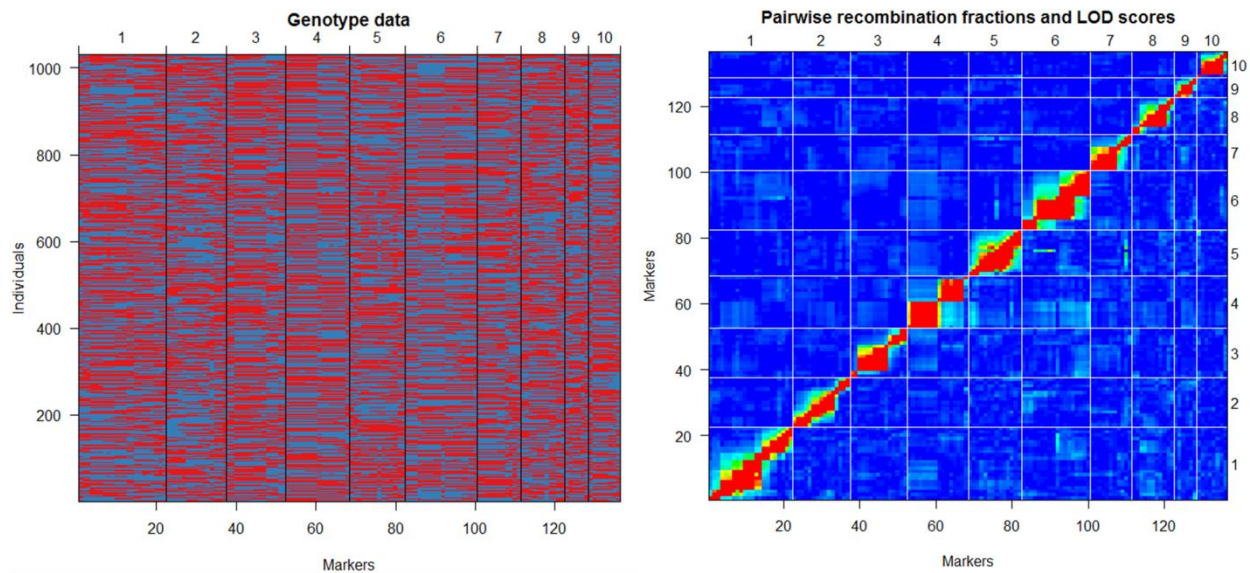 Genotype data
1 2 3 4 5 6 7 8 9 10
1000
800
600
400
200
Individuals
20 40 60 80 100 120
Markers
Pairwise recombination fractions and LOD scores
1 2 3 4 5 6 7 8 9 10
120
100
80
60
40
20
Markers
10
9
8
7
6
5
4
3
2
1
20 40 60 80 100 120
Markers